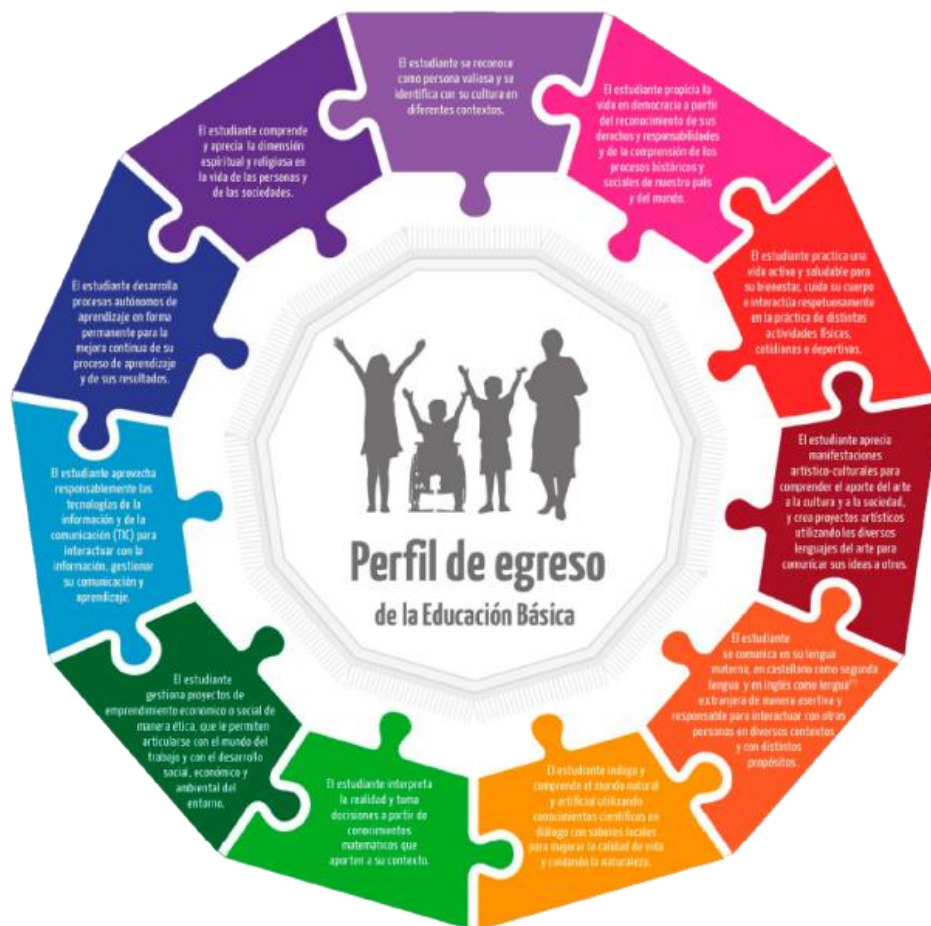 El estudiante se reconoce
como persona valiosa y se
identifica con su cultura en
diferentes contextos.
El estudiante propicia la
vida en democracia a partir
del reconocimiento de sus
derechos y responsabilidades
y de la comprensión de los
procesos históricos y
sociales de nuestro país
y del mundo.
El estudiante practica una
vida activa y saludable para
su bienestar, cuida su cuerpo
e interactúa respetuosamente
en la práctica de distintas
actividades físicas,
cotidianas o deportivas.
El estudiante aprecia
manifestaciones
artístico-culturales para
comprender el aporte del arte
a la cultura y a la sociedad,
y crea proyectos artísticos
utilizando los diversos
lenguajes del arte para
comunicar sus ideas a otros.
El estudiante
se comunica en su lengua
materna, en castellano como segunda
lengua y en inglés como lengua
extranjera de manera asertiva y
responsable para interactuar con otras
personas en diversos contextos
y con distintos
propósitos.
El estudiante indaga y
comprende el mundo natural
y artificial utilizando
conocimientos científicos en
diálogo con saberes locales
para mejorar la calidad de vida
y cuidando la naturaleza.
El estudiante interpreta
la realidad y toma
decisiones a partir de
conocimientos
matemáticos que
aporten a su contexto.
El estudiante
gestiona proyectos de
emprendimiento económico o social de
manera ética, que le permiten
articularse con el mundo del
trabajo y con el desarrollo
social, económico y
ambiental del
entorno.
El estudiante aprovecha
responsablemente las
tecnologías de la
información y de la
comunicación (TIC) para
interactuar con la
información, gestionar
su comunicación y
aprendizaje.
El estudiante desarrolla
procesos autónomos de
aprendizaje en forma
permanente para la
mejora continua de su
proceso de aprendizaje
y de sus resultados.
El estudiante comprende
y aprecia la dimensión
espiritual y religiosa en
la vida de las personas y
de las sociedades.
Perfil de egreso
de la Educación Básica